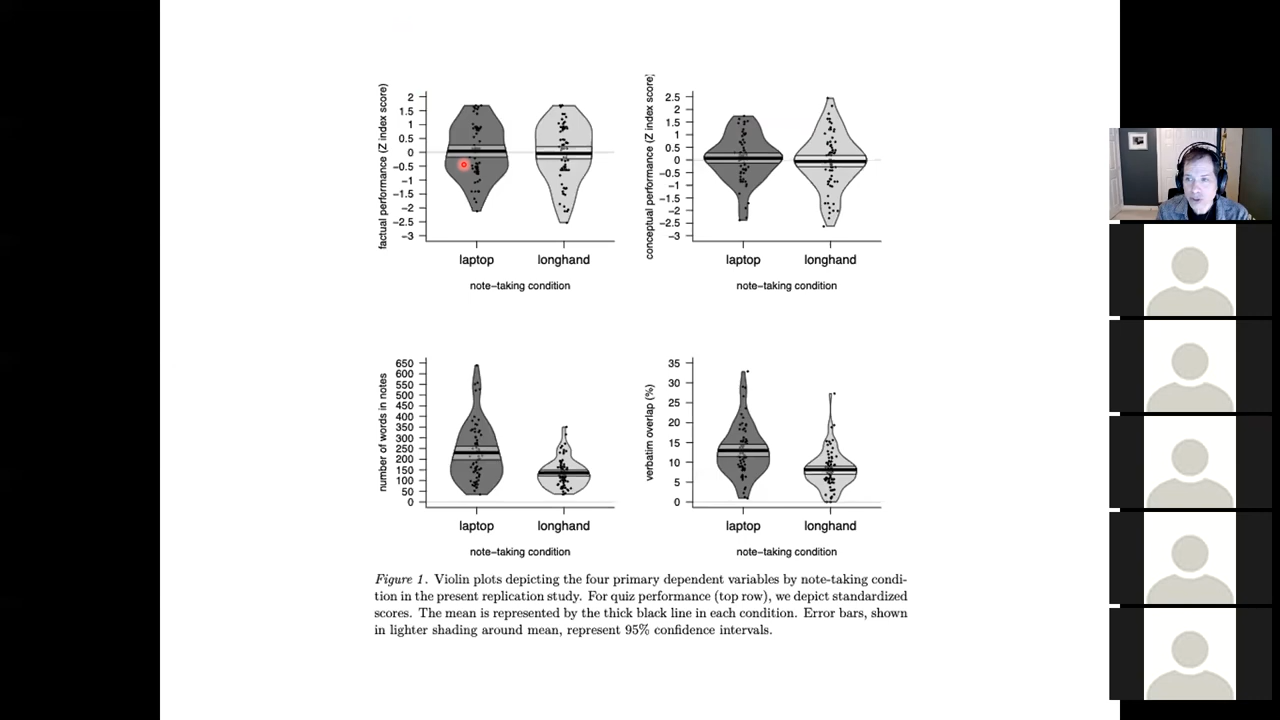 factual performance (Z index score)
2
1.5
1
0.5
0
−0.5
−1
−1.5
−2
−2.5
−3
laptop longhand
note−taking condition
conceptual performance (Z index score)
2.5
2
1.5
1
0.5
0
−0.5
−1
−1.5
−2
−2.5
−3
laptop longhand
note−taking condition
number of words in notes
650
600
550
500
450
400
350
300
250
200
150
100
50
0
laptop longhand
note−taking condition
verbatim overlap (%)
35
30
25
20
15
10
5
0
laptop longhand
note−taking condition
Figure 1. Violin plots depicting the four primary dependent variables by note-taking condi-
tion in the present replication study. For quiz performance (top row), we depict standardized
scores. The mean is represented by the thick black line in each condition. Error bars, shown
in lighter shading around mean, represent 95% confidence intervals.